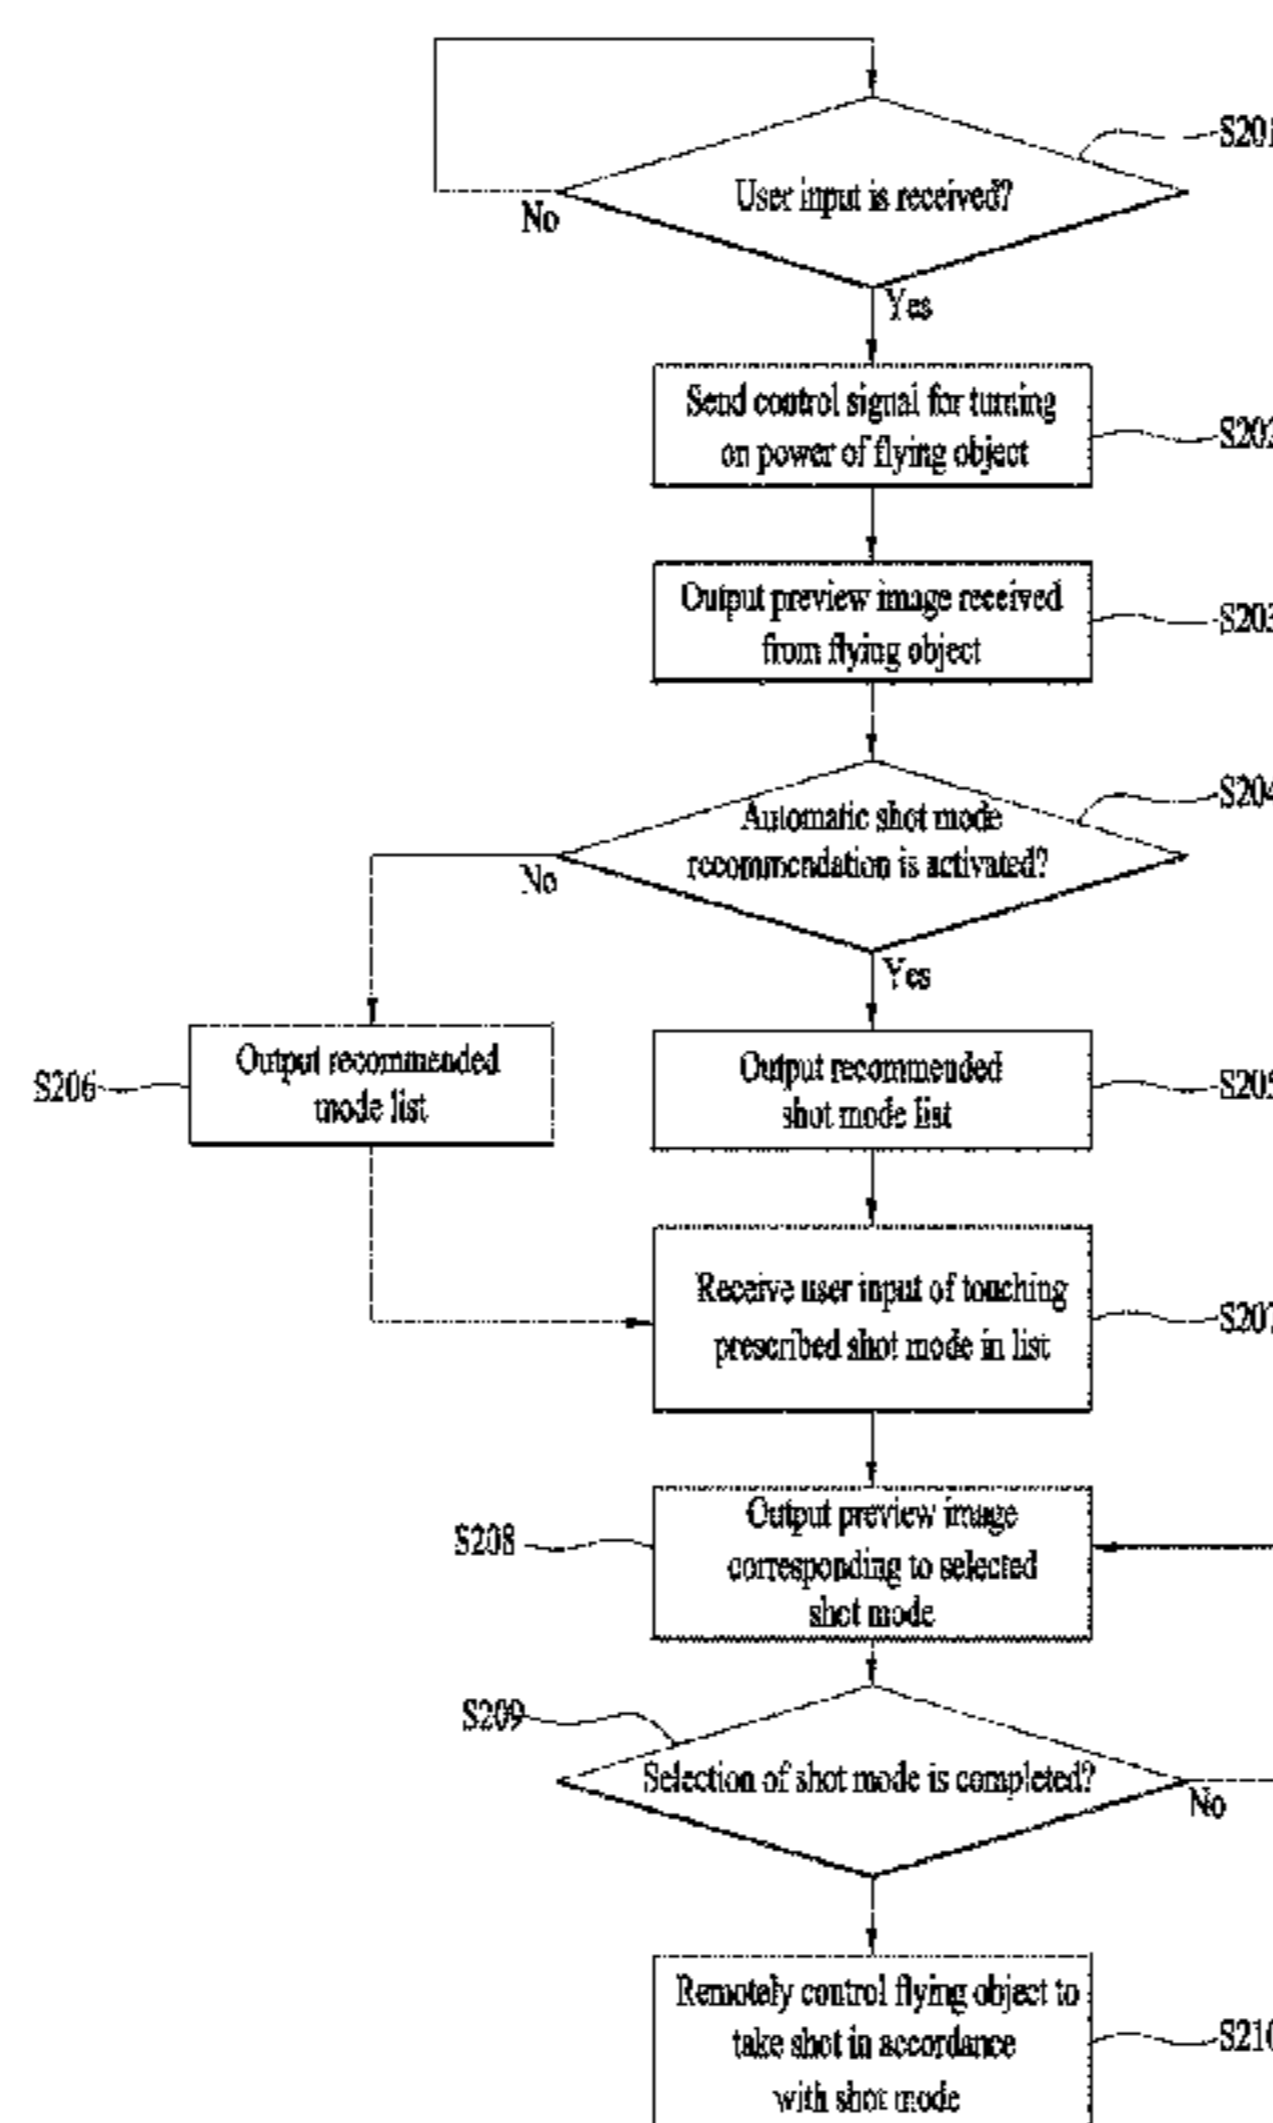 S201
User input is received?
No
Yes
Send control signal for turning
on power of flying object
S202
Output preview image received
from flying object
S203
Automatic shot mode
recommendation is activated?
S204
No
Yes
Output recommended
mode list
S206
Output recommended
shot mode list
S205
Receive user input of touching
prescribed shot mode in list
S207
Output preview image
corresponding to selected
shot mode
S208
S209
Selection of shot mode is completed?
No
Remotely control flying object to
take shot in accordance
with shot mode
S210